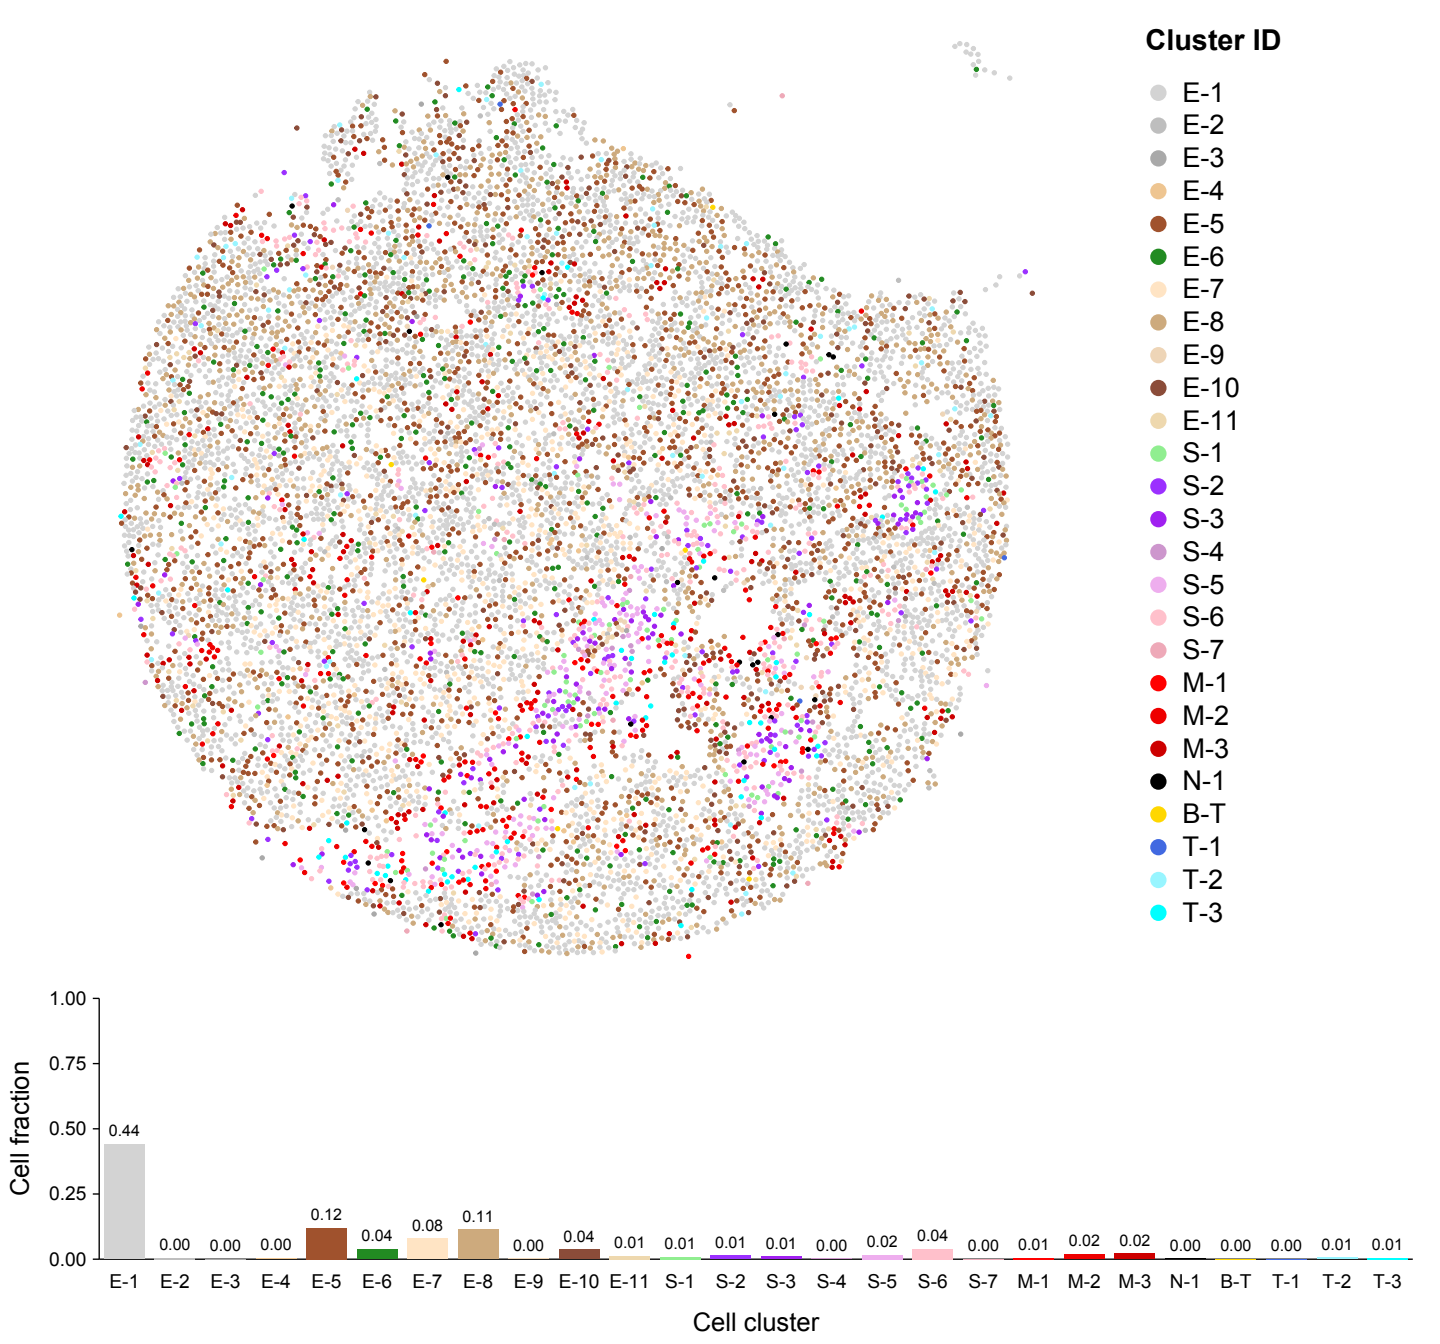 Cluster ID
E-1
E-2
E-3
E-4
E-5
E-6
E-7
E-8
E-9
E-10
E-11
S-1
S-2
S-3
S-4
S-5
S-6
S-7
M-1
M-2
M-3
N-1
B-T
T-1
T-2
T-3
Cell fraction
1.00
0.75
0.50
0.25
0.00
0.44 0.00 0.00 0.00 0.12 0.04 0.08 0.11 0.00 0.04 0.01 0.01 0.01 0.01 0.00 0.02 0.04 0.00 0.01 0.02 0.02 0.00 0.00 0.00 0.01 0.01
E-1 E-2 E-3 E-4 E-5 E-6 E-7 E-8 E-9 E-10 E-11 S-1 S-2 S-3 S-4 S-5 S-6 S-7 M-1 M-2 M-3 N-1 B-T T-1 T-2 T-3
Cell cluster